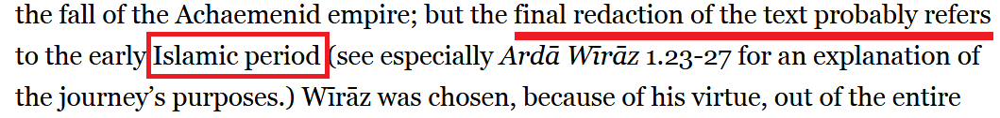 the fall of the Achaemenid empire; but the final redaction of the text probably refers
to the early Islamic period (see especially Ardā Wīrāz 1.23-27 for an explanation of
the journey’s purposes.) Wīrāz was chosen, because of his virtue, out of the entire